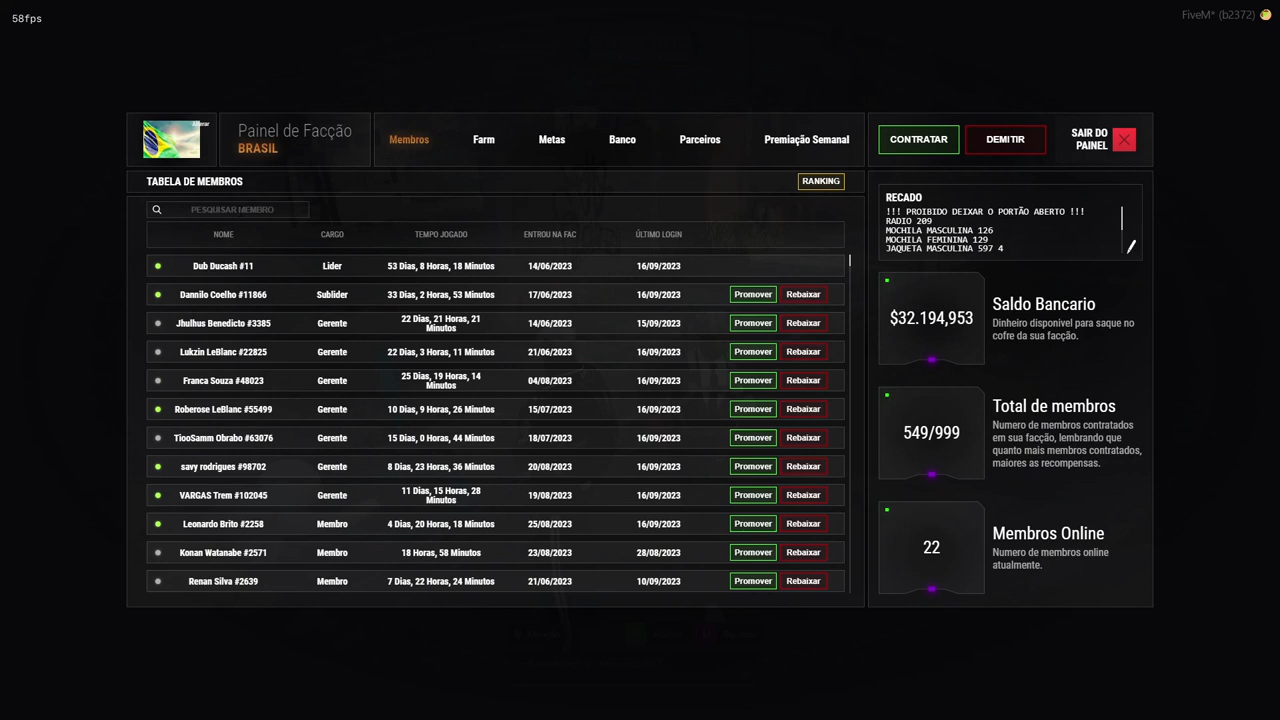 58fps
FiveM* (b2372)
Painel de Facção
BRASIL
Membros
Farm
Metas
Banco
Parceiros
Premiação Semanal
CONTRATAR
DEMITIR
SAIR DO
PAINEL
TABELA DE MEMBROS
RANKING
PESQUISAR MEMBRO
NOME CARGO TEMPO JOGADO ENTROU NA FAC ÚLTIMO LOGIN
Dub Ducash #11 Lider 53 Dias, 8 Horas, 18 Minutos 14/06/2023 16/09/2023
Dannilo Coelho #11866 Sublider 33 Dias, 2 Horas, 53 Minutos 17/06/2023 16/09/2023 Promover Rebaixar
Jhulhus Benedicto #3385 Gerente 22 Dias, 21 Horas, 21 Minutos 14/06/2023 15/09/2023 Promover Rebaixar
Lukzin LeBlanc #22825 Gerente 22 Dias, 3 Horas, 11 Minutos 21/06/2023 16/09/2023 Promover Rebaixar
Franca Souza #48023 Gerente 25 Dias, 19 Horas, 14 Minutos 04/08/2023 16/09/2023 Promover Rebaixar
Roberose LeBlanc #55499 Gerente 10 Dias, 9 Horas, 26 Minutos 15/07/2023 16/09/2023 Promover Rebaixar
TiooSamm Obrabo #63076 Gerente 15 Dias, 0 Horas, 44 Minutos 18/07/2023 16/09/2023 Promover Rebaixar
savy rodrigues #98702 Gerente 8 Dias, 23 Horas, 36 Minutos 20/08/2023 16/09/2023 Promover Rebaixar
VARGAS Trem #102045 Gerente 11 Dias, 15 Horas, 28 Minutos 19/08/2023 16/09/2023 Promover Rebaixar
Leonardo Brito #2258 Membro 4 Dias, 20 Horas, 18 Minutos 25/08/2023 16/09/2023 Promover Rebaixar
Konan Watanabe #2571 Membro 18 Horas, 58 Minutos 23/08/2023 28/08/2023 Promover Rebaixar
Renan Silva #2639 Membro 7 Dias, 22 Horas, 24 Minutos 21/06/2023 10/09/2023 Promover Rebaixar
RECADO
!!! PROIBIDO DEIXAR O PORTÃO ABERTO !!!
RADIO 209
MOCHILA MASCULINA 126
MOCHILA FEMININA 129
JAQUETA MASCULINA 597 4
$32.194,953
Saldo Bancario
Dinheiro disponivel para saque no
cofre da sua facção.
549/999
Total de membros
Numero de membros contratados
em sua facção, lembrando que
quanto mais membros contratados,
maiores as recompensas.
22
Membros Online
Numero de membros online
atualmente.